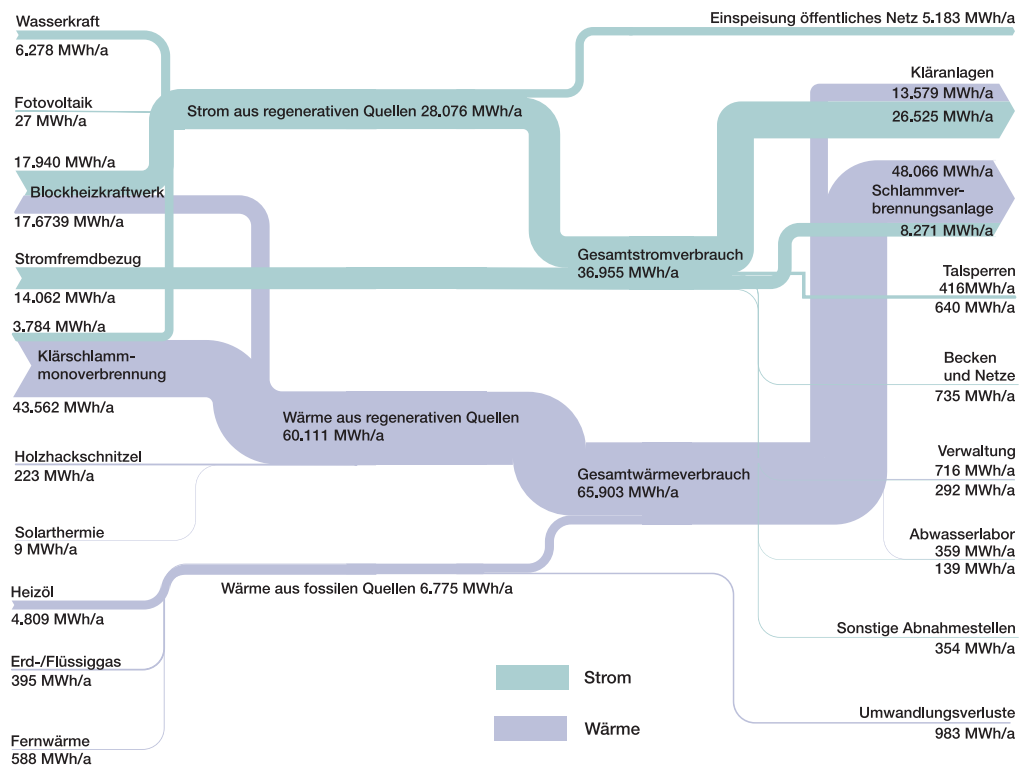 Wasserkraft
6.278 MWh/a
Fotovoltaik
27 MWh/a
17.940 MWh/a
Blockheizkraftwerk
17.6739 MWh/a
Stromfremdbezug
14.062 MWh/a
3.784 MWh/a
Klärschlamm-
monoverbrennung
43.562 MWh/a
Holzhackschnitzel
223 MWh/a
Solarthermie
9 MWh/a
Heizöl
4.809 MWh/a
Erd-/Flüssiggas
395 MWh/a
Fernwärme
588 MWh/a
Strom aus regenerativen Quellen 28.076 MWh/a
Wärme aus regenerativen Quellen
60.111 MWh/a
Wärme aus fossilen Quellen 6.775 MWh/a
Gesamtstromverbrauch
36.955 MWh/a
Gesamtwärmeverbrauch
65.903 MWh/a
Strom
Wärme
Einspeisung öffentliches Netz 5.183 MWh/a
Kläranlagen
13.579 MWh/a
26.525 MWh/a
48.066 MWh/a
Schlammver-
brennungsanlage
8.271 MWh/a
Talsperren
416MWh/a
640 MWh/a
Becken
und Netze
735 MWh/a
Verwaltung
716 MWh/a
292 MWh/a
Abwasserlabor
359 MWh/a
139 MWh/a
Sonstige Abnahmestellen
354 MWh/a
Umwandlungsverluste
983 MWh/a